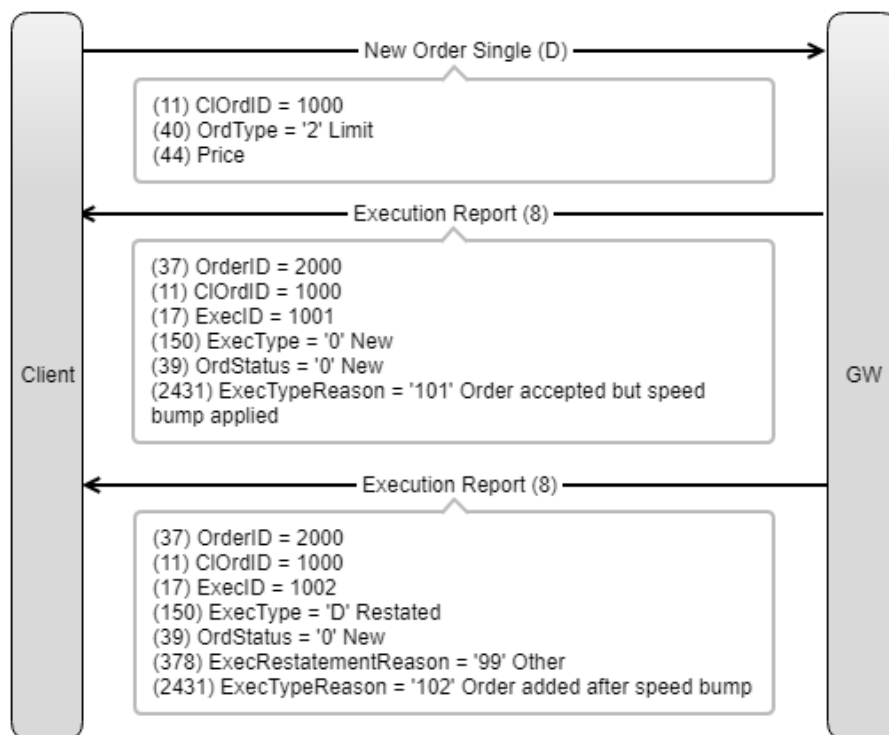 New Order Single (D)
(11) ClOrdID = 1000
(40) OrdType = '2' Limit
(44) Price
Execution Report (8)
(37) OrderID = 2000
(11) ClOrdID = 1000
(17) ExecID = 1001
(150) ExecType = '0' New
(39) OrdStatus = '0' New
Client
GW
(2431) ExecTypeReason = '101' Order accepted but speed
bump applied
Execution Report (8)
(37) OrderID = 2000
(11) ClOrdID = 1000
(17) ExecID = 1002
(150) ExecType = 'D' Restated
(39) OrdStatus = '0' New
(378) ExecRestatementReason = '99' Other
(2431) ExecTypeReason = '102' Order added after speed bump